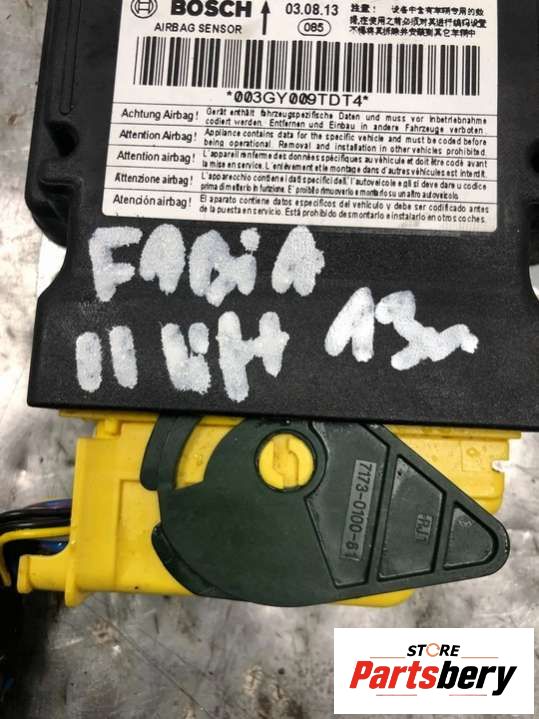 BOSCH
AIRBAG SENSOR
03.08.13
085
*003GY009TDT4*
Achtung Airbag! Gerät enthält fahrzeugspezifische Daten und muss vor Inbetriebnahme
codiert werden. Entfernen und Einbau in andere Fahrzeuge verboten.
Attention Airbag! Appliance contains data for the specific vehicle and must be coded before
being operational. Removal and installation in other vehicles prohibited.
Attention airbag! L'appareil renferme des données spécifiques au véhicule et doit être codé avant
la mise en service. L'enlèvement et le montage dans d'autres véhicules est interdit.
Attenzione airbag! L'apparecchio contiene i dati specifici dell'autoveicolo e gli si deve dare u codice
prima di metterlo in funzione. E' proibito rimuoverlo e montarlo su un altro autoveicolo.
Atención airbag! El aparato contiene datos específicos del vehículo y debe ser codificado antes
de la puesta en servicio. Está prohibido desmontarlo e instalarlo en otros coches.
FABiA
II lift 13r
7173-0100-61
STORE
Partsbery